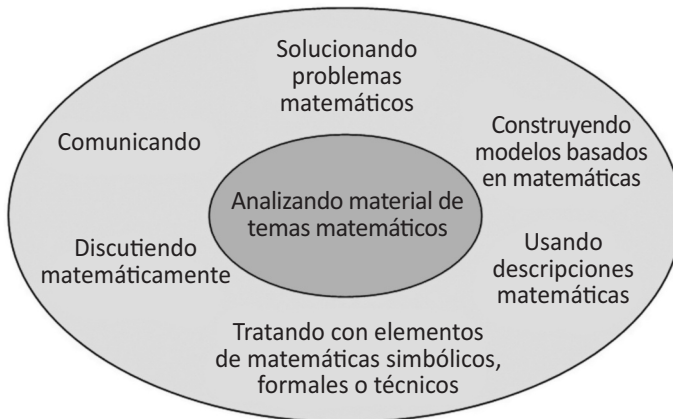 Solucionando
problemas
matemáticos
Comunicando
Construyendo
modelos basados
en matemáticas
Analizando material de
temas matemáticos
Discutiendo
matemáticamente
Usando
descripciones
matemáticas
Tratando con elementos
de matemáticas simbólicos,
formales o técnicos